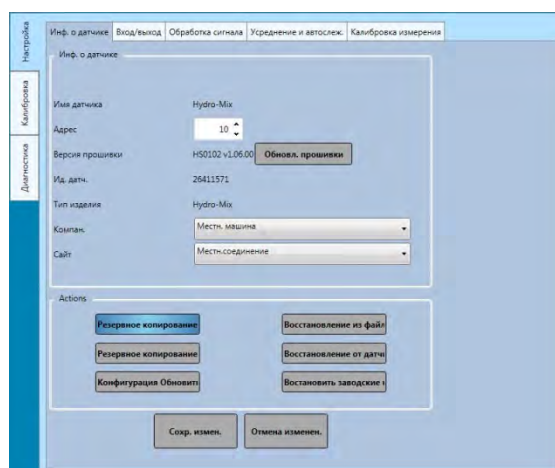 Настройка
Калибровка
Диагностика
Инф. о датчике Вход/выход Обработка сигнала Усреднение и автослеж. Калибровка измерения
Инф. о датчике
Имя датчика Hydro-Mix
Адрес 10
Версия прошивки HS0102 v1.06.00 Обновл. прошивки
Ид. датч. 26411571
Тип изделия Hydro-Mix
Компан. Местн. машина
Сайт Местн.соединение
Actions
Резервное копирование Восстановление из файл
Резервное копирование Восстановление от датчи
Конфигурация Обновить Востановить заводские н
Сохр. измен. Отмена изменен.